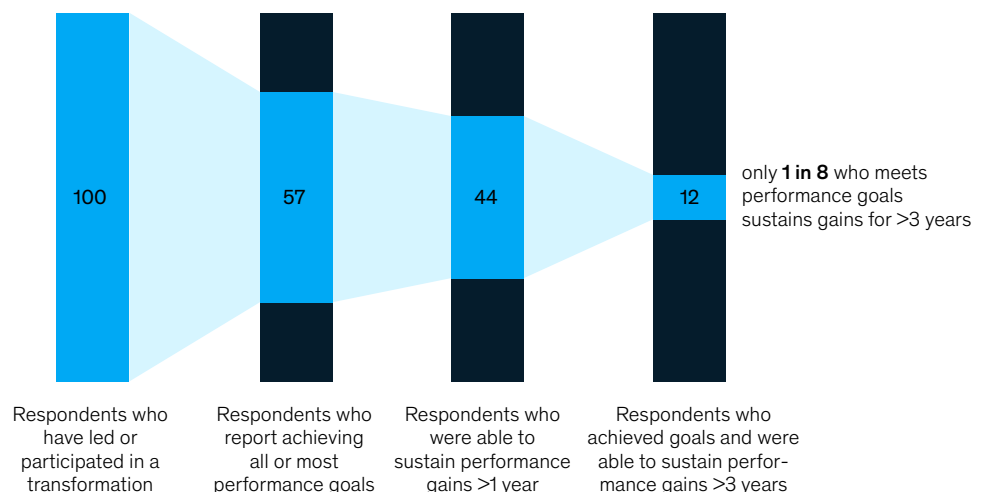 100
57
44
12
only 1 in 8 who meets
performance goals
sustains gains for >3 years
Respondents who
have led or
participated in a
transformation
Respondents who
report achieving
all or most
performance goals
Respondents who
were able to
sustain performance
gains >1 year
Respondents who
achieved goals and were
able to sustain perfor-
mance gains >3 years